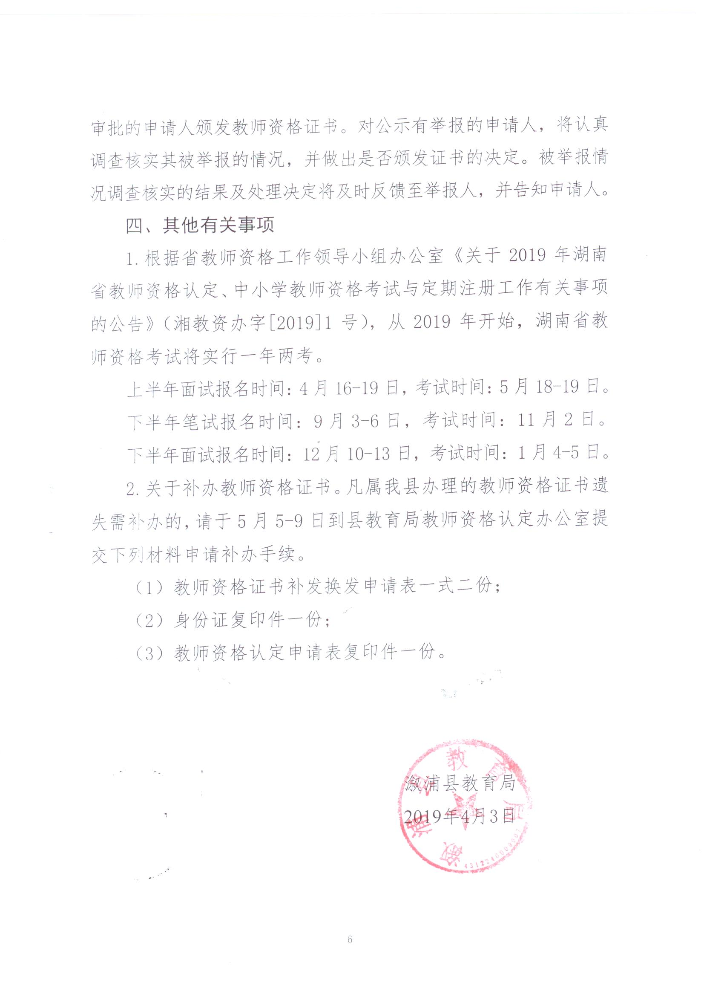 审批的申请人颁发教师资格证书。对公示有举报的申请人，将认真
调查核实其被举报的情况，并做出是否颁发证书的决定。被举报情
况调查核实的结果及处理决定将及时反馈至举报人，并告知申请人。
四、其他有关事项
1.根据省教师资格工作领导小组办公室《关于 2019 年湖南
省教师资格认定、中小学教师资格考试与定期注册工作有关事项
的公告》（湘教资办字[2019]1 号），从 2019 年开始，湖南省教
师资格考试将实行一年两考。
上半年面试报名时间：4 月 16-19 日，考试时间：5 月 18-19 日。
下半年笔试报名时间：9 月 3-6 日，考试时间：11 月 2 日。
下半年面试报名时间：12 月 10-13 日，考试时间：1 月 4-5 日。
2.关于补办教师资格证书。凡属我县办理的教师资格证书遗
失需补办的，请于 5 月 5-9 日到县教育局教师资格认定办公室提
交下列材料申请补办手续。
（1）教师资格证书补发换发申请表一式二份；
（2）身份证复印件一份；
（3）教师资格认定申请表复印件一份。
溆浦县教育局
2019年4月3日
溆浦县教育局
4312240000007
6